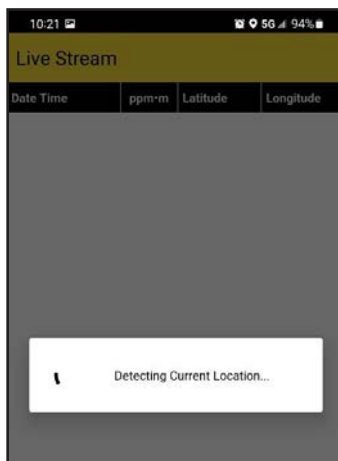 10:21 5G 94%
Live Stream
Date Time ppm·m Latitude Longitude
Detecting Current Location...